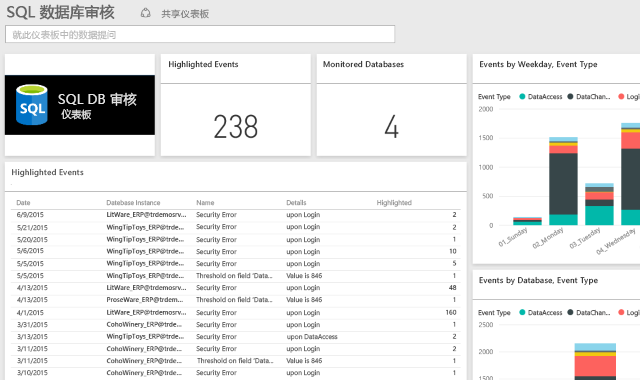 SQL 数据库审核 共享仪表板
就此仪表板中的数据提问
SQL
SQL DB 审核
仪表板
Highlighted Events
238
Monitored Databases
4
Highlighted Events
Date Database Instance Name Details Highlighted
6/9/2015 LitWare_ERP@trdemosrv... Security Error upon Login 2
5/21/2015 WingTipToys_ERP@trde... Security Error upon Login 2
5/20/2015 WingTipToys_ERP@trde... Security Error upon Login 1
5/6/2015 WingTipToys_ERP@trde... Security Error upon Login 10
5/5/2015 WingTipToys_ERP@trde... Security Error upon Login 5
5/5/2015 WingTipToys_ERP@trde... Threshold on field 'Data... Value is 846 1
4/13/2015 LitWare_ERP@trdemosrv... Security Error upon Login 48
4/13/2015 ProseWare_ERP@trdem... Threshold on field 'Data... Value is 846 1
4/1/2015 LitWare_ERP@trdemosrv... Security Error upon Login 160
3/31/2015 CohoWinery_ERP@trde... Security Error upon Login 1
3/13/2015 WingTipToys_ERP@trde... Security Error upon DataAccess 2
3/11/2015 CohoWinery_ERP@trde... Security Error upon Login 2
3/11/2015 CohoWinery_ERP@trde... Threshold on field 'Data... Value is 851 1
3/10/2015 CohoWinery_ERP@trde... Security Error upon Login 1
Events by Weekday, Event Type
Event Type DataAccess DataChan... Logi
2000
1500
1000
500
0
01_Sunday 02_Monday 03_Tuesday 04_Wednesday
Events by Database, Event Type
Event Type DataAccess DataChan... Logi
2500
2000
1500